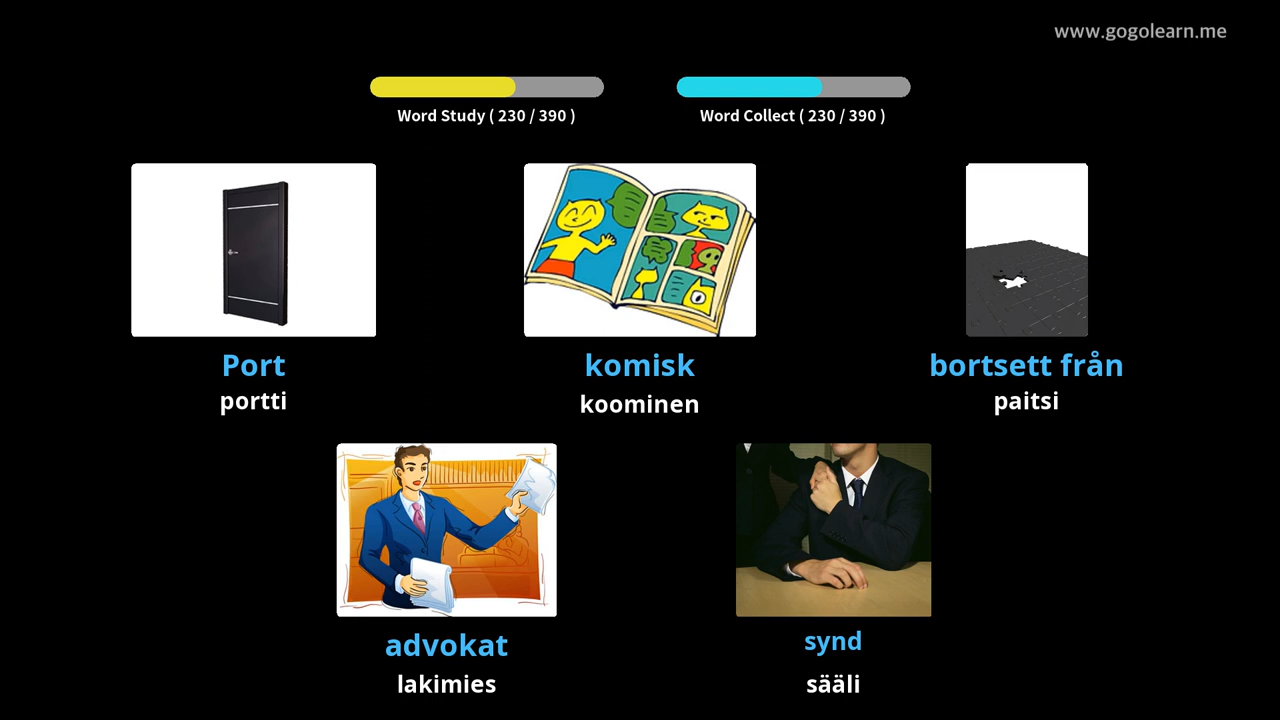 www.gogolearn.me
Word Study ( 230 / 390 )
Word Collect ( 230 / 390 )
Port
portti
komisk
koominen
bortsett från
paitsi
advokat
lakimies
synd
sääli